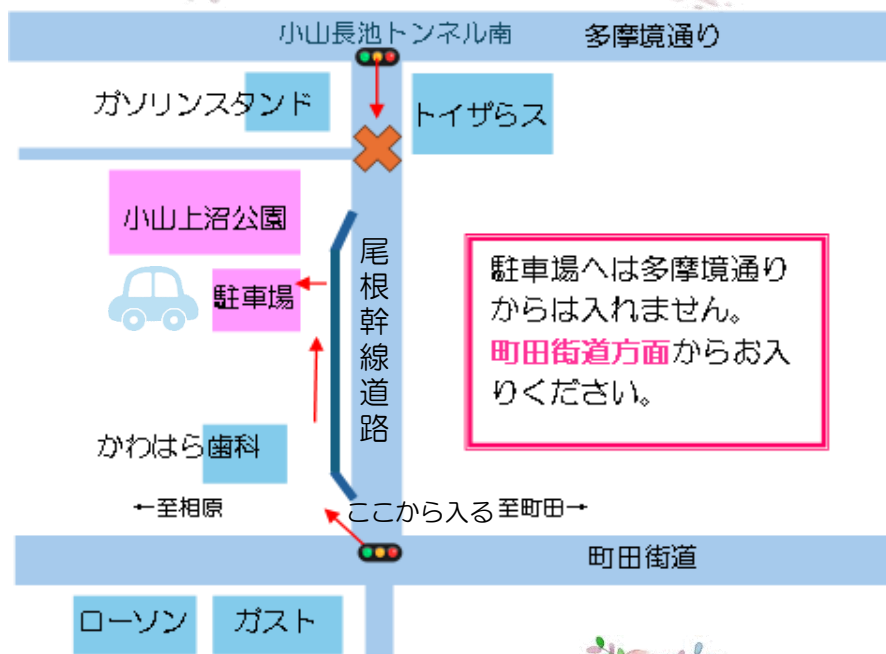 小山長池トンネル南
多摩境通り
ガソリンスタンド
トイザらス
小山上沼公園
駐車場
尾根幹線道路
駐車場へは多摩境通り
からは入れません。
町田街道方面からお入
りください。
かわはら歯科
←至相原
ここから入る
至町田→
町田街道
ローソン
ガスト